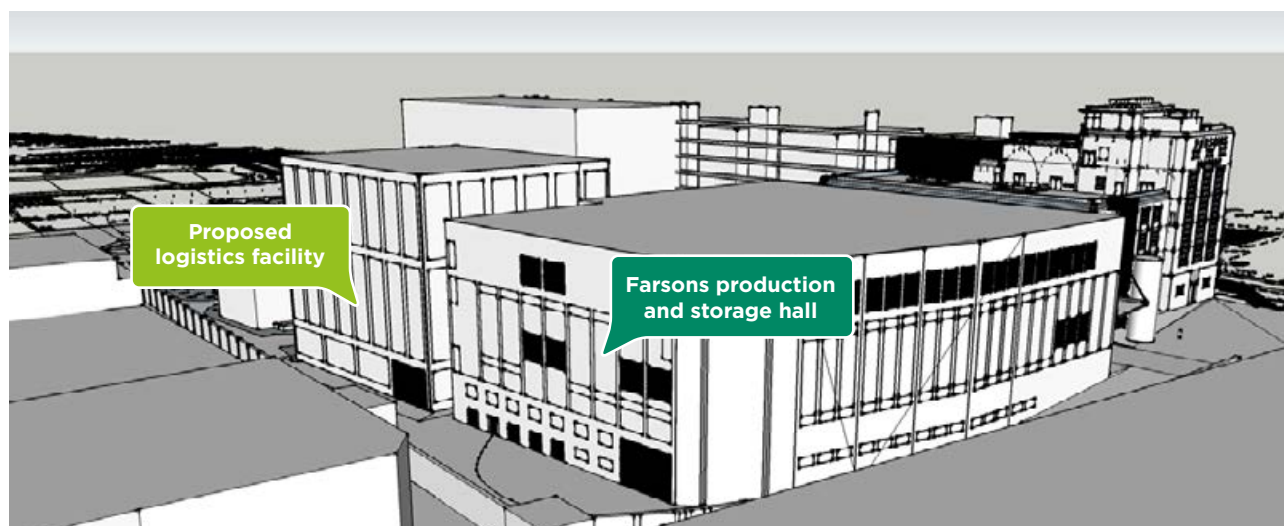 Proposed
logistics facility
Farsons production
and storage hall